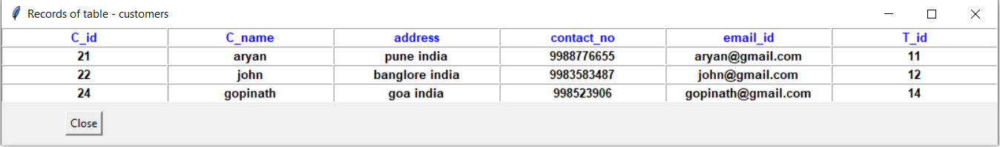 Records of table - customers
C_id C_name address contact_no email_id T_id
21 aryan pune india 9988776655 aryan@gmail.com 11
22 john banglore india 9983583487 john@gmail.com 12
24 gopinath goa india 998523906 gopinath@gmail.com 14
Close